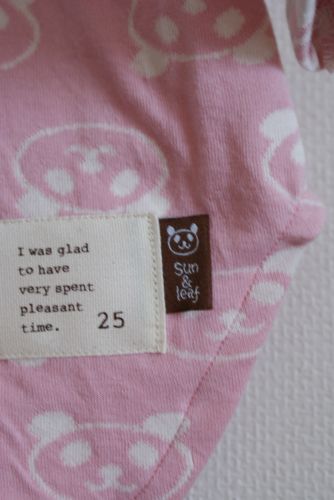 I was glad
to have
very spent
pleasant
time. 25
sun
&
leaf